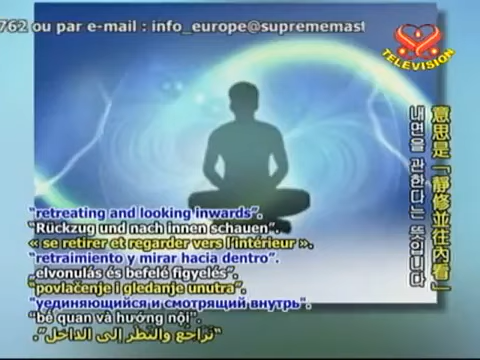 762 ou par e-mail : info_europe@suprememast
TELEVISION
意思是「靜修並往內看」
내면을 관한다는 뜻입니다
“retreating and looking inwards”.
“Rückzug und nach innen schauen”.
« se retirer et regarder vers l’intérieur ».
“retraimiento y mirar hacia dentro”.
“elvonulás és befelé figyelés”.
“povlačenje i gledanje unutra”.
“уединяющийся и смотрящий внутрь".
“bế quan và hướng nội”.
“تراجع والنظر إلى الداخل”.